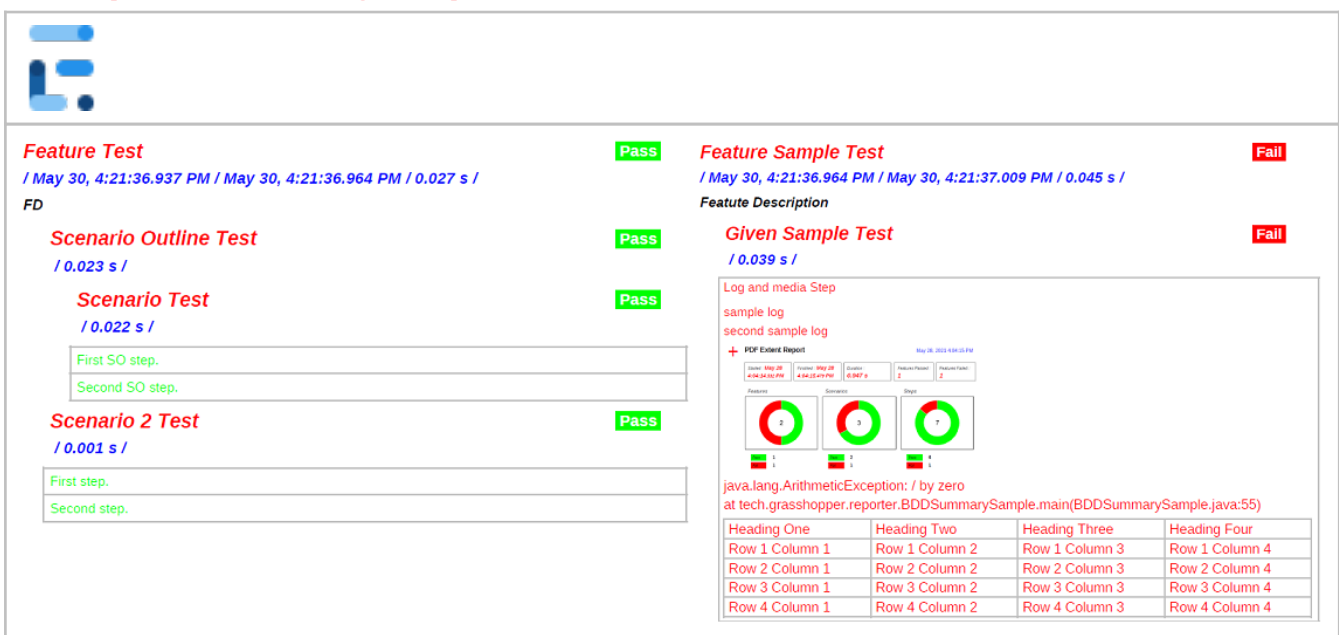 Feature Test
Pass
/ May 30, 4:21:36.937 PM / May 30, 4:21:36.964 PM / 0.027 s /
FD
Scenario Outline Test
Pass
/ 0.023 s /
Scenario Test
Pass
/ 0.022 s /
First SO step.
Second SO step.
Scenario 2 Test
Pass
/ 0.001 s /
First step.
Second step.
Feature Sample Test
Fail
/ May 30, 4:21:36.964 PM / May 30, 4:21:37.009 PM / 0.045 s /
Featute Description
Given Sample Test
Fail
/ 0.039 s /
Log and media Step
sample log
second sample log
PDF Extent Report
Features
Scenarios
Steps
2
3
7
java.lang.ArithmeticException: / by zero
at tech.grasshopper.reporter.BDDSummarySample.main(BDDSummarySample.java:55)
Heading One Heading Two Heading Three Heading Four
Row 1 Column 1 Row 1 Column 2 Row 1 Column 3 Row 1 Column 4
Row 2 Column 1 Row 2 Column 2 Row 2 Column 3 Row 2 Column 4
Row 3 Column 1 Row 3 Column 2 Row 3 Column 3 Row 3 Column 4
Row 4 Column 1 Row 4 Column 2 Row 4 Column 3 Row 4 Column 4